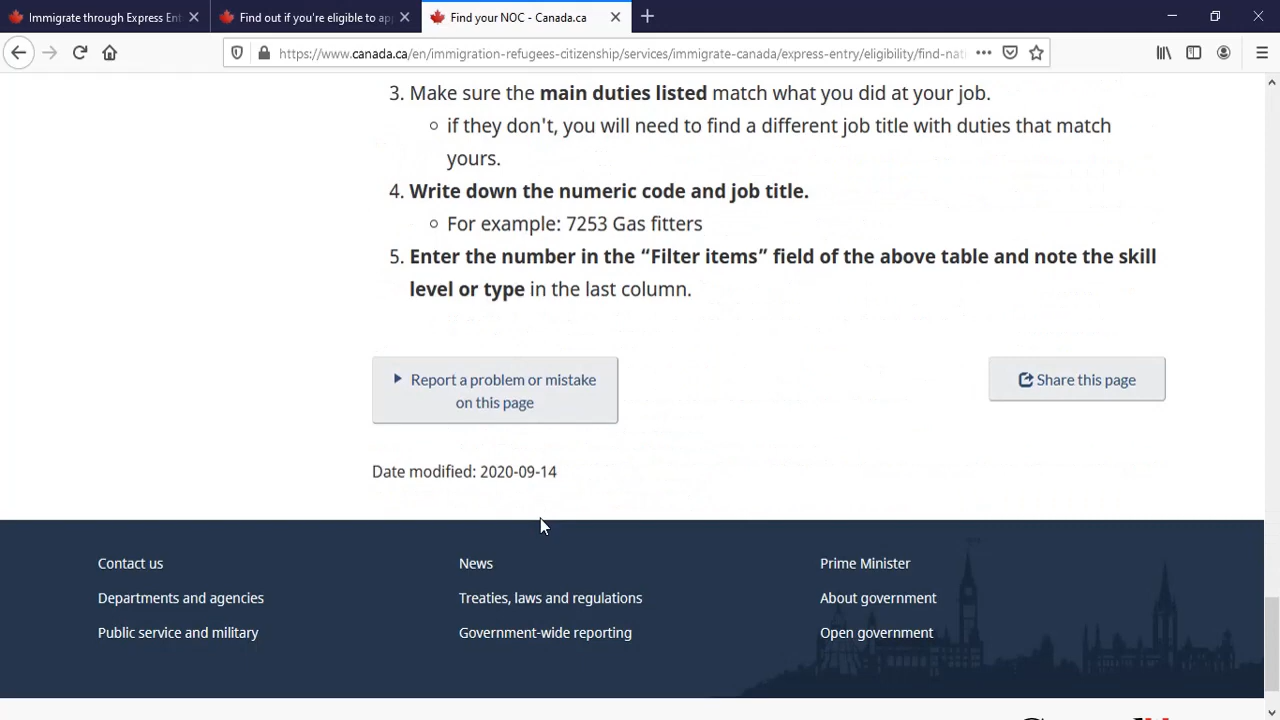 Immigrate through Express Ent
Find out if you're eligible to ap
Find your NOC - Canada.ca
https://www.canada.ca/en/immigration-refugees-citizenship/services/immigrate-canada/express-entry/eligibility/find-nati
3. Make sure the main duties listed match what you did at your job.
if they don't, you will need to find a different job title with duties that match
yours.
4. Write down the numeric code and job title.
For example: 7253 Gas fitters
5. Enter the number in the “Filter items” field of the above table and note the skill
level or type in the last column.
Report a problem or mistake
on this page
Share this page
Date modified: 2020-09-14
Contact us
News
Prime Minister
Departments and agencies
Treaties, laws and regulations
About government
Public service and military
Government-wide reporting
Open government